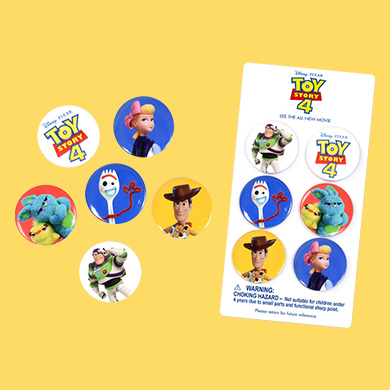 Disney · PIXAR
TOY
STORY
4
Disney · PIXAR
TOY
STORY
4
SEE THE ALL NEW MOVIE
Disney · PIXAR
TOY
STORY
4
WARNING:
CHOKING HAZARD – Not suitable for children under
4 years due to small parts and functional sharp point.
Please retain for future reference.